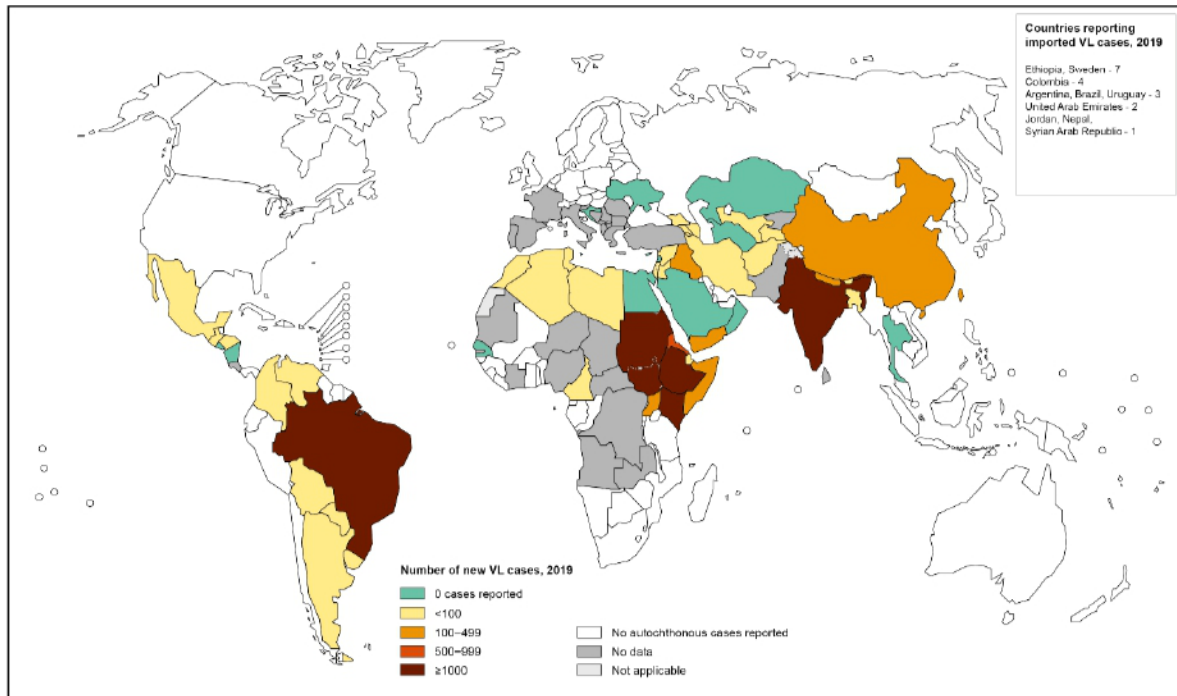 Countries reporting
imported VL cases, 2019
Ethiopia, Sweden - 7
Colombia - 4
Argentina, Brazil, Uruguay - 3
United Arab Emirates - 2
Jordan, Nepal,
Syrian Arab Republic - 1
Number of new VL cases, 2019
0 cases reported
<100
100–499
500–999
≥1000
No autochthonous cases reported
No data
Not applicable